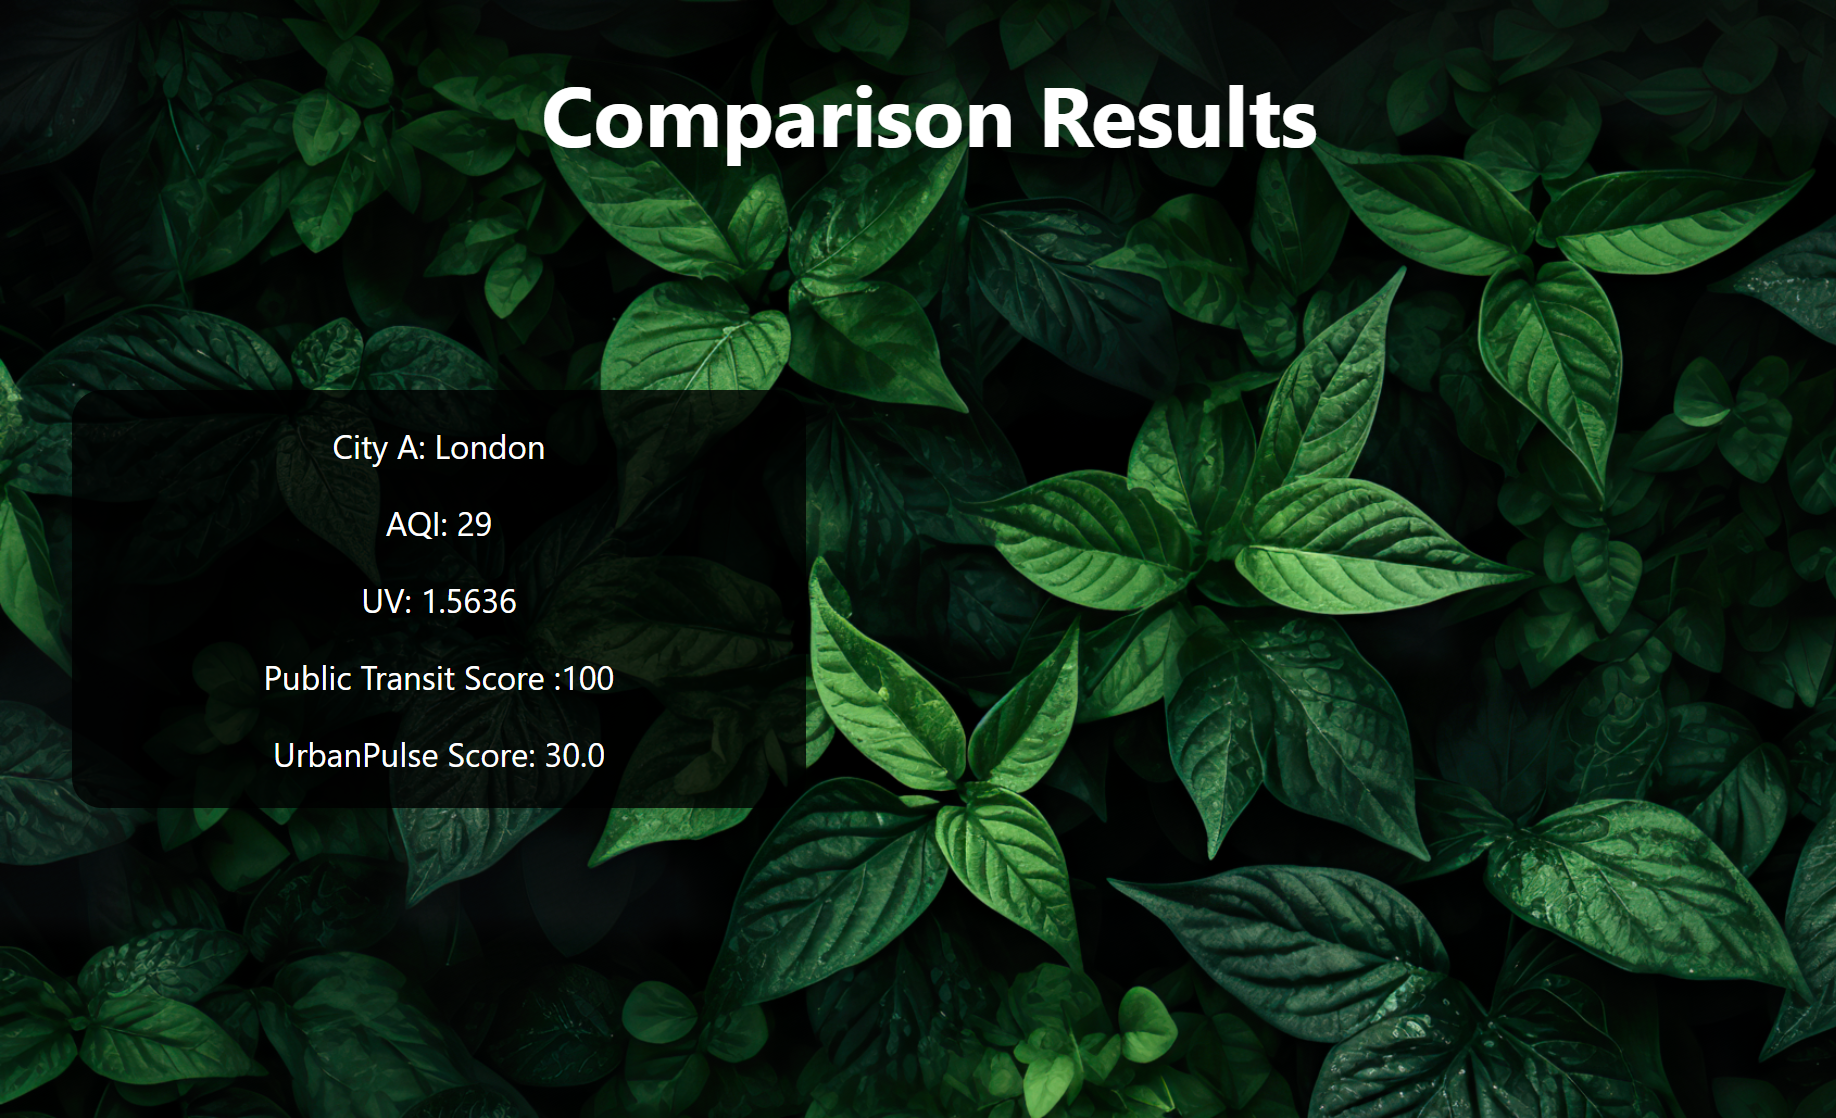 Comparison Results
City A: London
AQI: 29
UV: 1.5636
Public Transit Score :100
UrbanPulse Score: 30.0